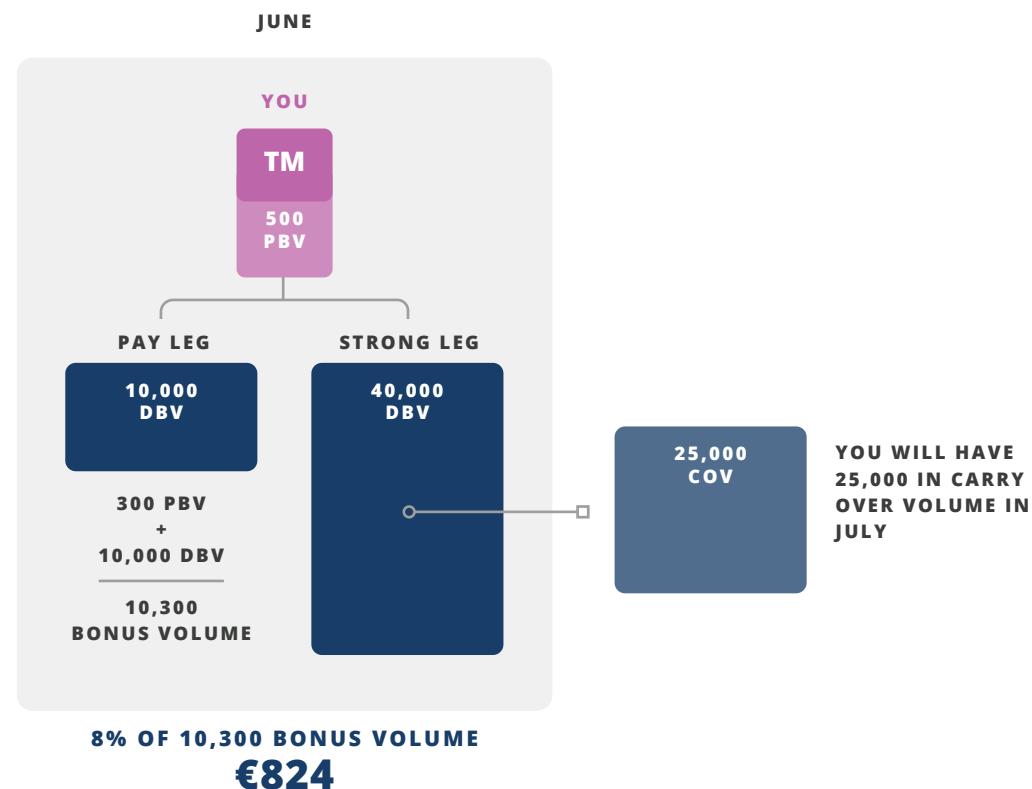 JUNE
YOU
TM
500
PBV
PAY LEG
STRONG LEG
10,000
DBV
40,000
DBV
300 PBV
+
10,000 DBV
10,300
BONUS VOLUME
25,000
COV
YOU WILL HAVE
25,000 IN CARRY
OVER VOLUME IN
JULY
8% OF 10,300 BONUS VOLUME
€824